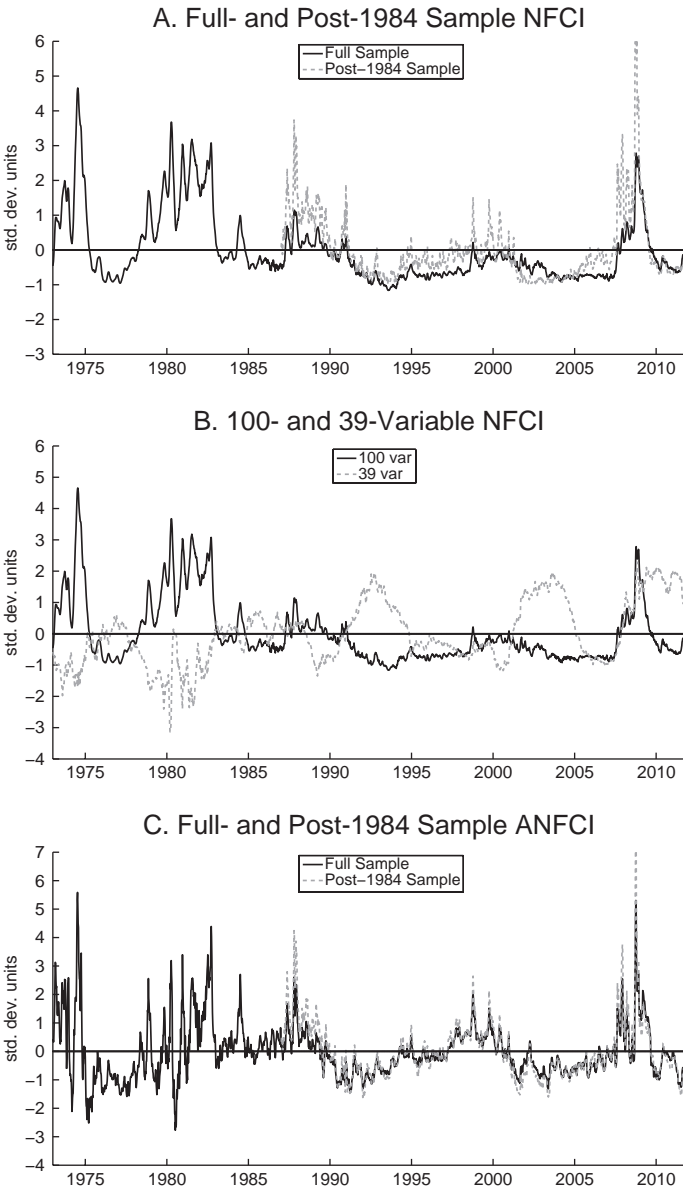 A. Full- and Post-1984 Sample NFCI
Full Sample
Post–1984 Sample
std. dev. units
6
5
4
3
2
1
0
–1
–2
–3
1975 1980 1985 1990 1995 2000 2005 2010
B. 100- and 39-Variable NFCI
100 var
39 var
std. dev. units
6
5
4
3
2
1
0
–1
–2
–3
–4
1975 1980 1985 1990 1995 2000 2005 2010
C. Full- and Post-1984 Sample ANFCI
Full Sample
Post–1984 Sample
std. dev. units
7
6
5
4
3
2
1
0
–1
–2
–3
–4
1975 1980 1985 1990 1995 2000 2005 2010